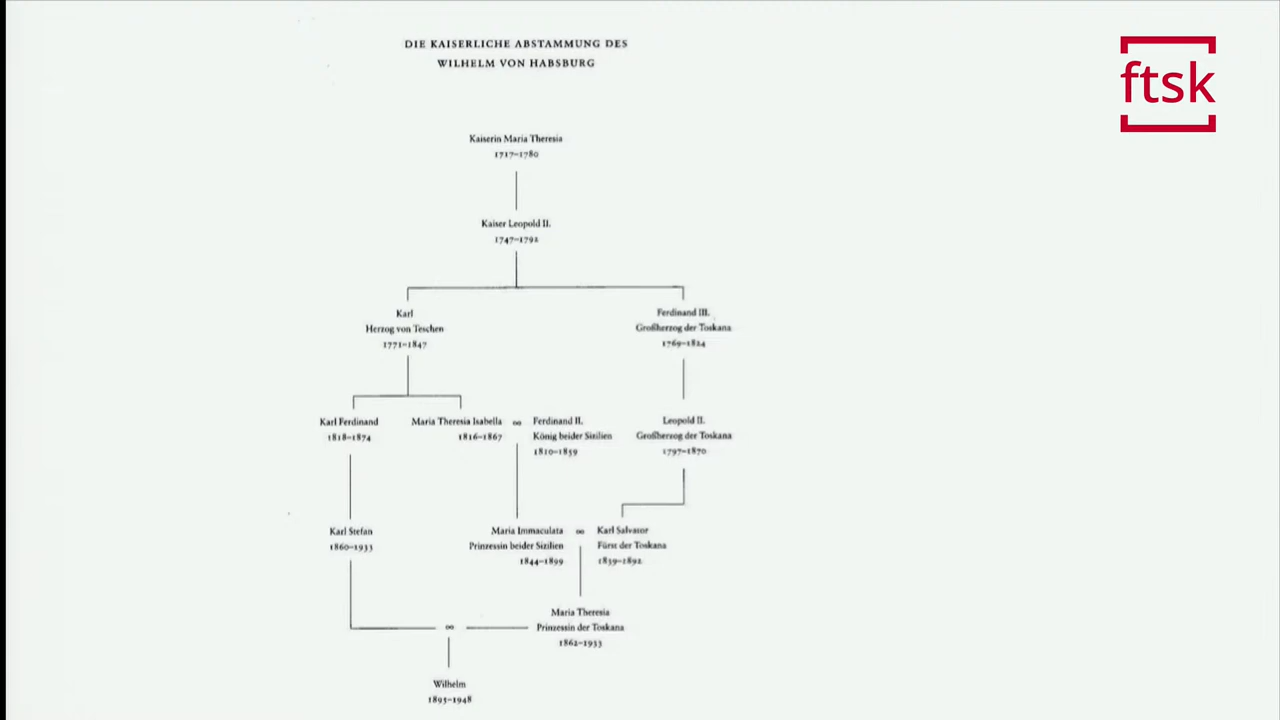 DIE KAISERLICHE ABSTAMMUNG DES
WILHELM VON HABSBURG
ftsk
Kaiserin Maria Theresia
1717–1780
Kaiser Leopold II.
1747–1792
Karl
Herzog von Teschen
1771–1847
Ferdinand III.
Großherzog der Toskana
1769–1824
Karl Ferdinand
1818–1874
Maria Theresia Isabella ∞
1816–1867
Ferdinand II.
König beider Sizilien
1810–1859
Leopold II.
Großherzog der Toskana
1797–1870
Karl Stefan
1860–1933
Maria Immaculata ∞
Prinzessin beider Sizilien
1844–1899
Karl Salvator
Fürst der Toskana
1839–1892
∞
Maria Theresia
Prinzessin der Toskana
1862–1933
Wilhelm
1895–1948